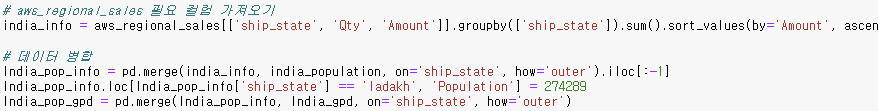 # aws_regional_sales 필요 컬럼 가져오기
india_info = aws_regional_sales[['ship_state', 'Qty', 'Amount']].groupby(['ship_state']).sum().sort_values(by='Amount', ascen
# 데이터 병합
India_pop_info = pd.merge(india_info, india_population, on='ship_state', how='outer').iloc[:-1]
India_pop_info.loc[India_pop_info['ship_state'] == 'ladakh', 'Population'] = 274289
India_pop_gpd = pd.merge(India_pop_info, India_gpd, on='ship_state', how='outer')